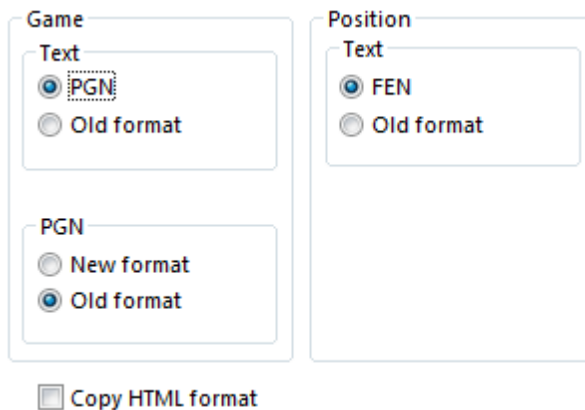 Game
Text
PGN
Old format
PGN
New format
Old format
Position
Text
FEN
Old format
Copy HTML format